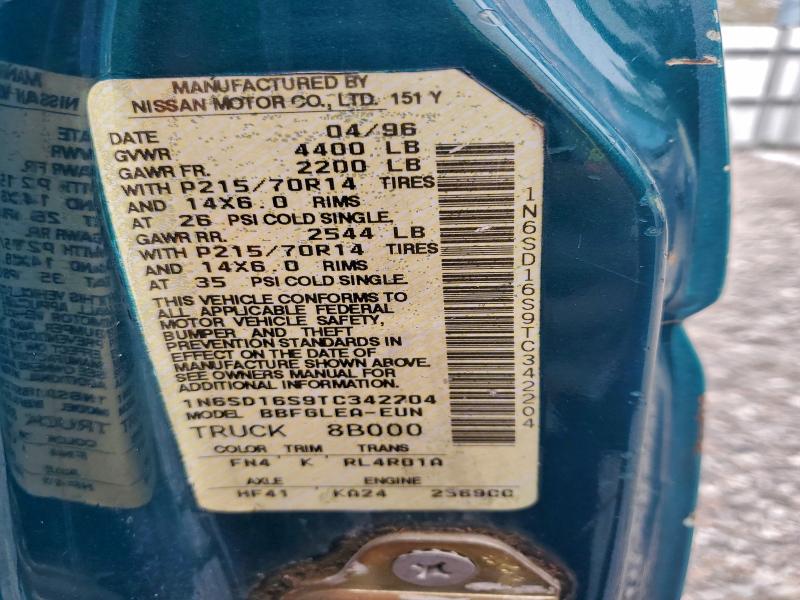 MANUFACTURED BY
NISSAN MOTOR CO., LTD. 151 Y
DATE 04/96
GVWR 4400 LB
GAWR FR. 2200 LB
WITH P215/70R14 TIRES
AND 14X6.0 RIMS
AT 26 PSI COLD SINGLE.
GAWR RR. 2544 LB
WITH P215/70R14 TIRES
AND 14X6.0 RIMS
AT 35 PSI COLD SINGLE.
THIS VEHICLE CONFORMS TO
ALL APPLICABLE FEDERAL
MOTOR VEHICLE SAFETY,
BUMPER AND THEFT
PREVENTION STANDARDS IN
EFFECT ON THE DATE OF
MANUFACTURE SHOWN ABOVE.
SEE OWNERS MANUAL FOR
ADDITIONAL INFORMATION.
1N6SD16S9TC342204
MODEL BBFGLEA-EUN
TRUCK 8B000
COLOR TRIM TRANS
FN4 K RL4R01A
AXLE ENGINE
HF41 KA24 2389CC
1N6SD16S9TC342204